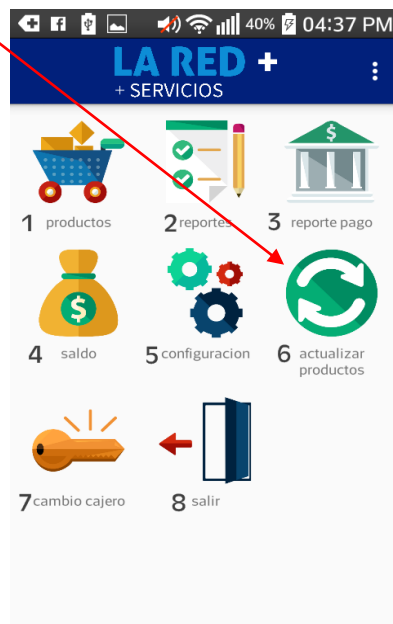 40% 04:37 PM
LA RED +
+ SERVICIOS
1 productos
2 reportes
3 reporte pago
$
$
4 saldo
5 configuracion
6 actualizar
productos
7 cambio cajero
8 salir